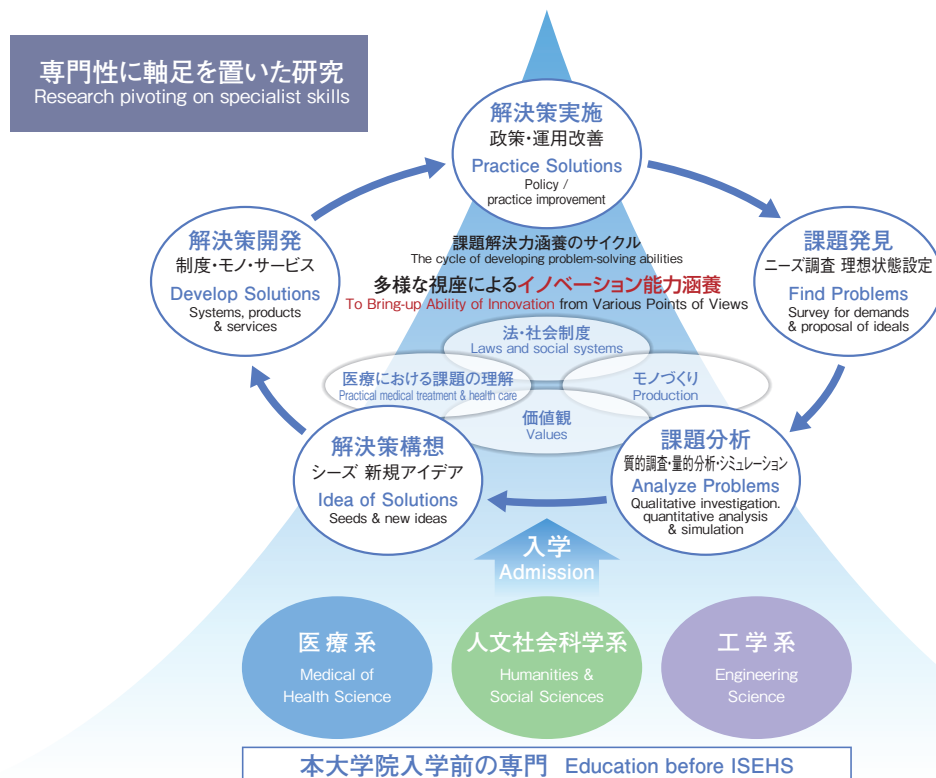 専門性に軸足を置いた研究
Research pivoting on specialist skills
解決策実施
政策・運用改善
Practice Solutions
Policy /
practice improvement
解決策開発
制度・モノ・サービス
Develop Solutions
Systems, products
& services
課題解決力涵養のサイクル
The cycle of developing problem-solving abilities
多様な視座によるイノベーション能力涵養
To Bring-up Ability of Innovation from Various Points of Views
課題発見
ニーズ調査 理想状態設定
Find Problems
Survey for demands
& proposal of ideals
法・社会制度
Laws and social systems
医療における課題の理解
Practical medical treatment & health care
モノづくり
Production
価値観
Values
解決策構想
シーズ 新規アイデア
Idea of Solutions
Seeds & new ideas
課題分析
質的調査・量的分析・シミュレーション
Analyze Problems
Qualitative investigation.
quantitative analysis
& simulation
入学
Admission
医療系
Medical of
Health Science
人文社会科学系
Humanities &
Social Sciences
工学系
Engineering
Science
本大学院入学前の専門 Education before ISEHS